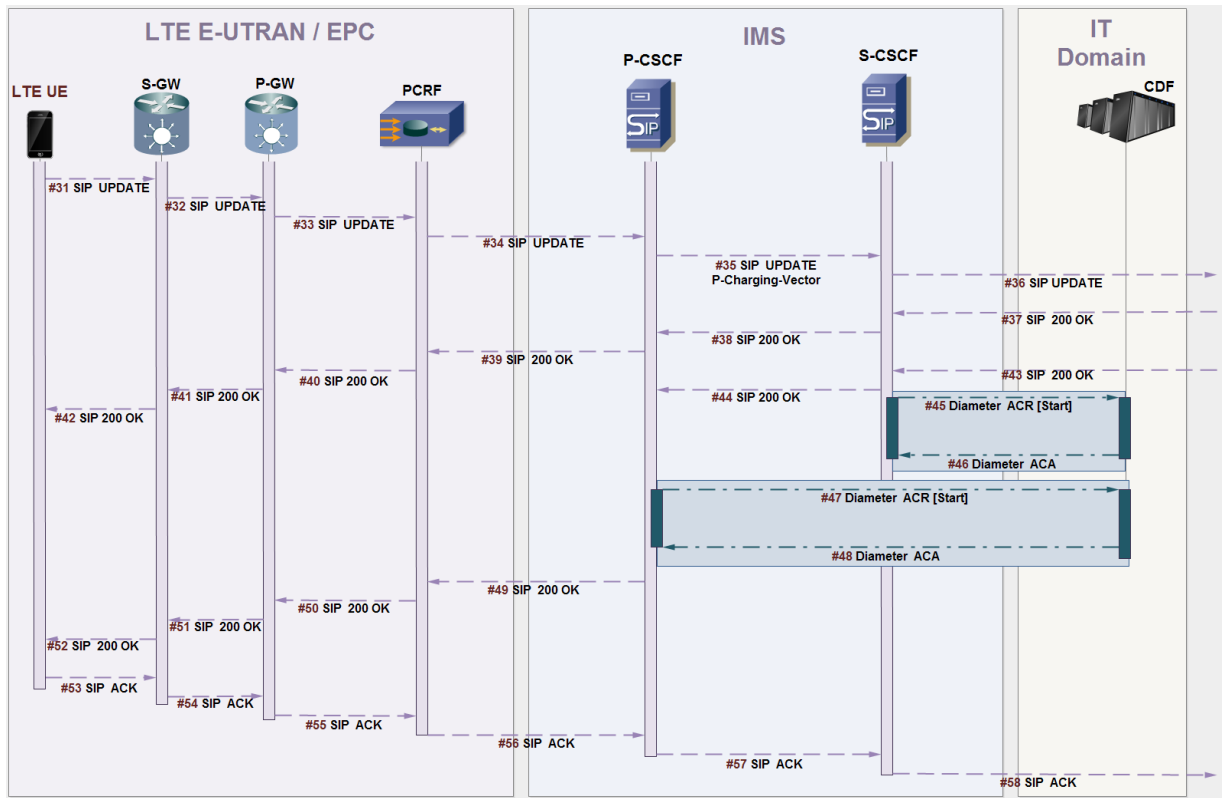 LTE E-UTRAN / EPC
IMS
IT
Domain
LTE UE
S-GW
P-GW
PCRF
P-CSCF
S-CSCF
CDF
SIP
SIP
#31 SIP UPDATE
#32 SIP UPDATE
#33 SIP UPDATE
#34 SIP UPDATE
#35 SIP UPDATE
P-Charging-Vector
#36 SIP UPDATE
#37 SIP 200 OK
#38 SIP 200 OK
#39 SIP 200 OK
#40 SIP 200 OK
#41 SIP 200 OK
#42 SIP 200 OK
#43 SIP 200 OK
#44 SIP 200 OK
#45 Diameter ACR [Start]
#46 Diameter ACA
#47 Diameter ACR [Start]
#48 Diameter ACA
#49 SIP 200 OK
#50 SIP 200 OK
#51 SIP 200 OK
#52 SIP 200 OK
#53 SIP ACK
#54 SIP ACK
#55 SIP ACK
#56 SIP ACK
#57 SIP ACK
#58 SIP ACK